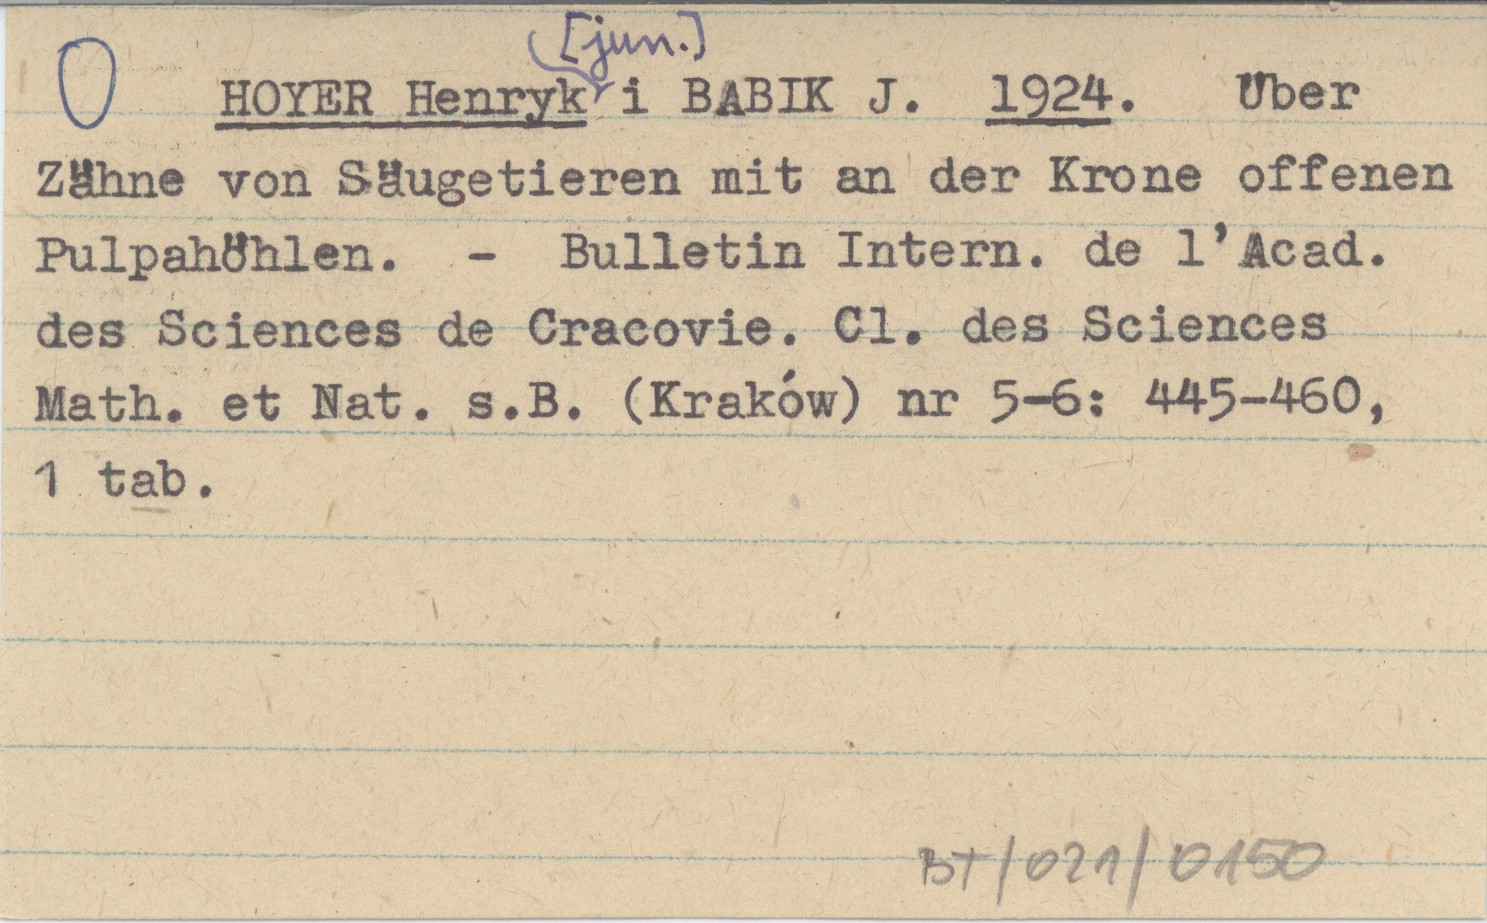 [jun.]
O HOYER Henryk i BABIK J. 1924. Über
Zähne von Säugetieren mit an der Krone offenen
Pulpahöhlen. - Bulletin Intern. de l'Acad.
des Sciences de Cracovie. Cl. des Sciences
Math. et Nat. s.B. (Kraków) nr 5-6: 445-460,
1 tab.
BT/021/0150